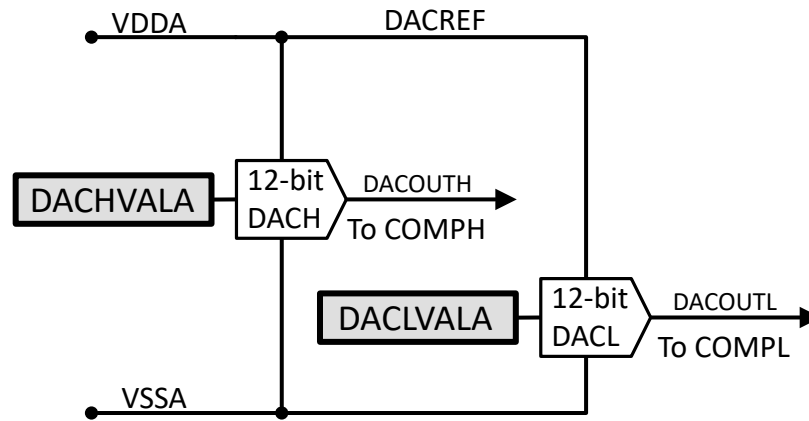 VDDA
DACREF
DACHVALA
12-bit
DACH
DACOUTH
To COMPH
DACLVALA
12-bit
DACL
DACOUTL
To COMPL
VSSA